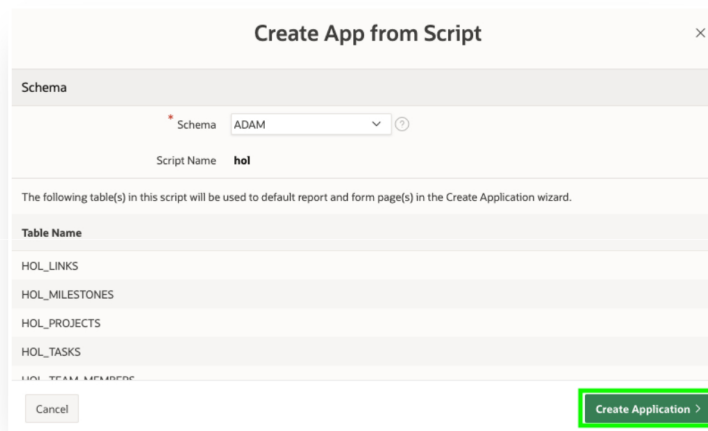 Create App from Script
Schema
* Schema ADAM
Script Name hol
The following table(s) in this script will be used to default report and form page(s) in the Create Application wizard.
Table Name
HOL_LINKS
HOL_MILESTONES
HOL_PROJECTS
HOL_TASKS
HOL_TEAM_MEMBERS
Cancel Create Application >